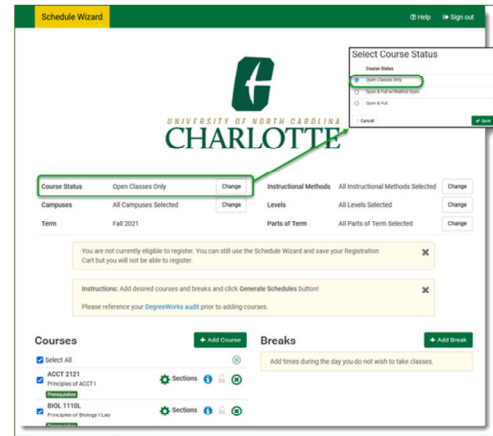 Schedule Wizard
Help
Sign out
Select Course Status
Course Status
Open Classes Only
Open & Full w/Waitlist Open
Open & Full
Cancel
Save
UNIVERSITY OF NORTH CAROLINA
CHARLOTTE
Course Status Open Classes Only Change
Instructional Methods All Instructional Methods Selected Change
Campuses All Campuses Selected Change
Levels All Levels Selected Change
Term Fall 2021
Parts of Term All Parts of Term Selected Change
You are not currently eligible to register. You can still use the Schedule Wizard and save your Registration
Cart but you will not be able to register.
Instructions: Add desired courses and breaks and click Generate Schedules button!
Please reference your DegreeWorks audit prior to adding courses.
Courses
+ Add Course
Breaks
+ Add Break
Select All
Add times during the day you do not wish to take classes.
ACCT 2121
Principles of ACCT I
Sections
Prerequisites
BIOL 1110L
Principles of Biology I Lab
Sections